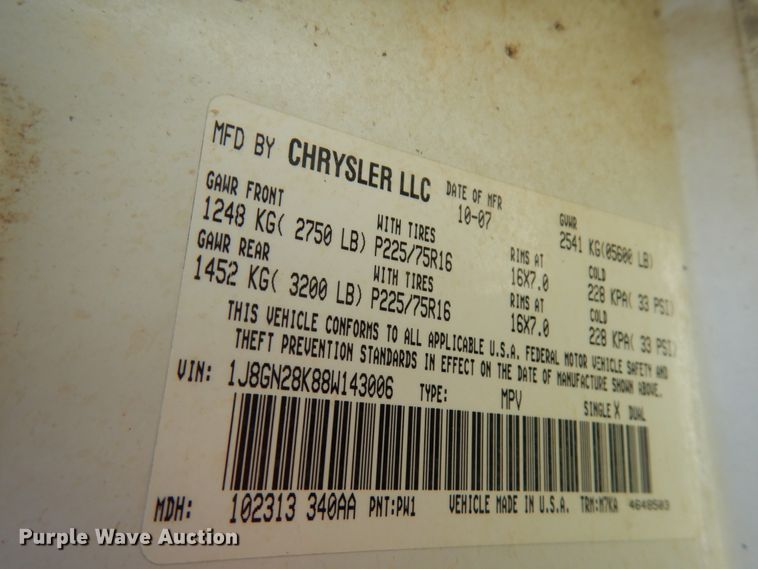 MFD BY CHRYSLER LLC DATE OF MFR 10-07 GVWR 2541 KG(05600 LB)
GAWR FRONT WITH TIRES RIMS AT COLD
1248 KG( 2750 LB) P225/75R16 16X7.0 228 KPA( 33 PSI)
GAWR REAR WITH TIRES RIMS AT COLD
1452 KG( 3200 LB) P225/75R16 16X7.0 228 KPA( 33 PSI)
THIS VEHICLE CONFORMS TO ALL APPLICABLE U.S.A. FEDERAL MOTOR VEHICLE SAFETY AND
THEFT PREVENTION STANDARDS IN EFFECT ON THE DATE OF MANUFACTURE SHOWN ABOVE.
VIN: 1J8GN28K88W143006 TYPE: MPV SINGLE X DUAL
MDH: 102313 340AA PNT:PW1 VEHICLE MADE IN U.S.A. TRM:M7KA 4648503
Purple Wave Auction